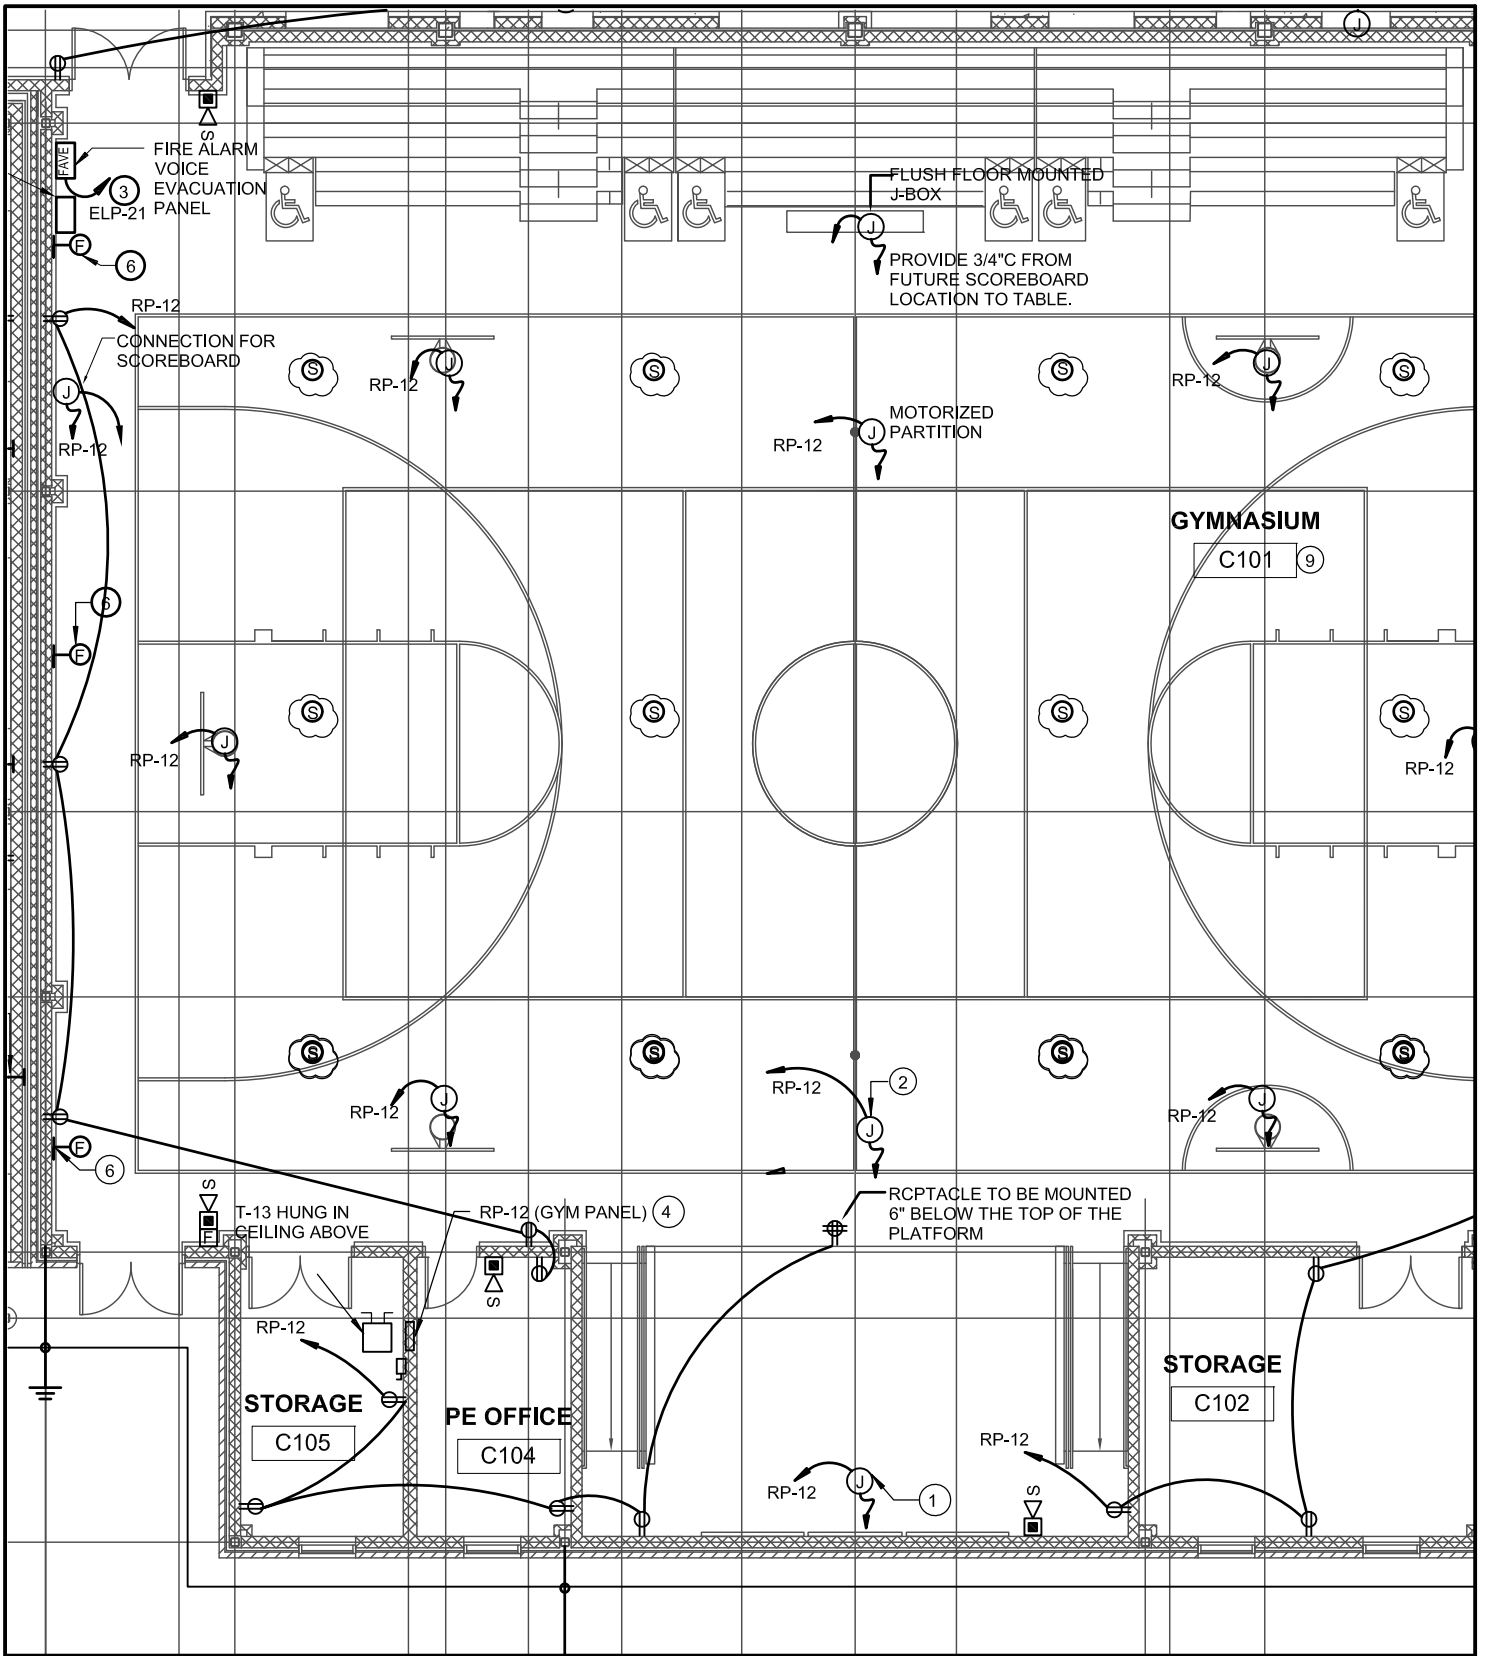 J
S
FAVE
FIRE ALARM
VOICE
EVACUATION
PANEL
3
ELP-21
F
6
FLUSH FLOOR MOUNTED
J-BOX
J
PROVIDE 3/4"C FROM
FUTURE SCOREBOARD
LOCATION TO TABLE.
RP-12
CONNECTION FOR
SCOREBOARD
J
RP-12
S
J
RP-12
S
S
J
RP-12
S
MOTORIZED
PARTITION
J
RP-12
GYMNASIUM
C101
9
6
F
S
S
S
S
J
RP-12
RP-12
S
S
S
S
J
RP-12
RP-12
2
J
J
RP-12
F
6
S
F
T-13 HUNG IN
CEILING ABOVE
RP-12 (GYM PANEL)
4
RCPTACLE TO BE MOUNTED
6" BELOW THE TOP OF THE
PLATFORM
S
RP-12
STORAGE
C105
PE OFFICE
C104
STORAGE
C102
RP-12
J
RP-12
1
S